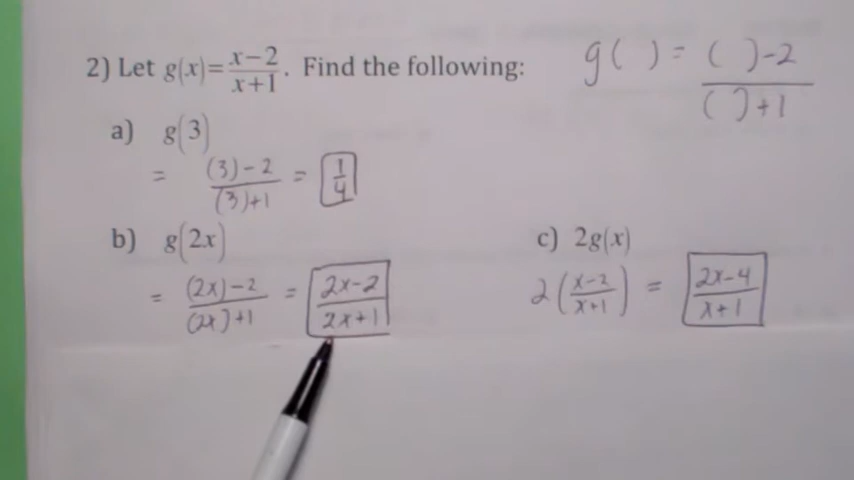 2) Let g(x)=x-2/x+1. Find the following:
g( ) = ( )-2/( )+1
a) g(3)
= (3)-2/(3)+1 = 1/4
b) g(2x)
= (2x)-2/(2x)+1 = 2x-2/2x+1
c) 2g(x)
2(x-2/x+1) = 2x-4/x+1